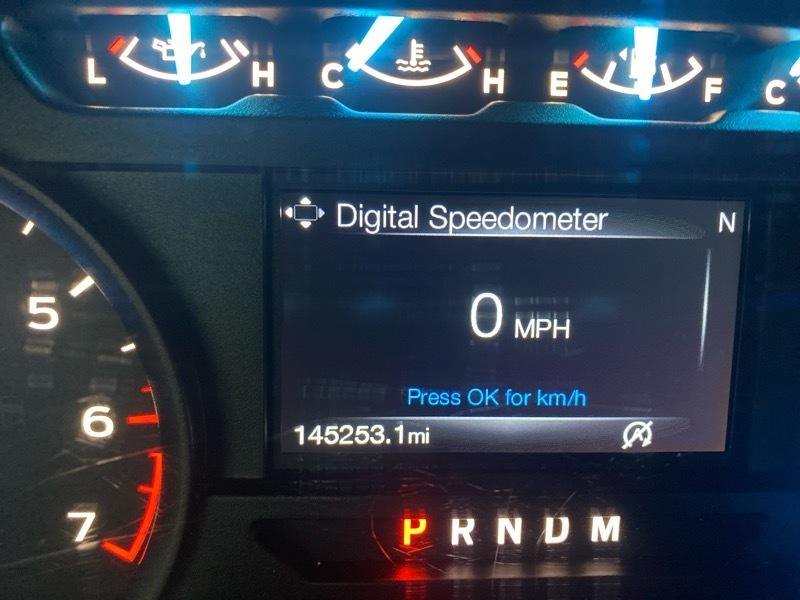 L H C H E F C
Digital Speedometer N
0 MPH
5
Press OK for km/h
6
145253.1mi
7
P R N D M